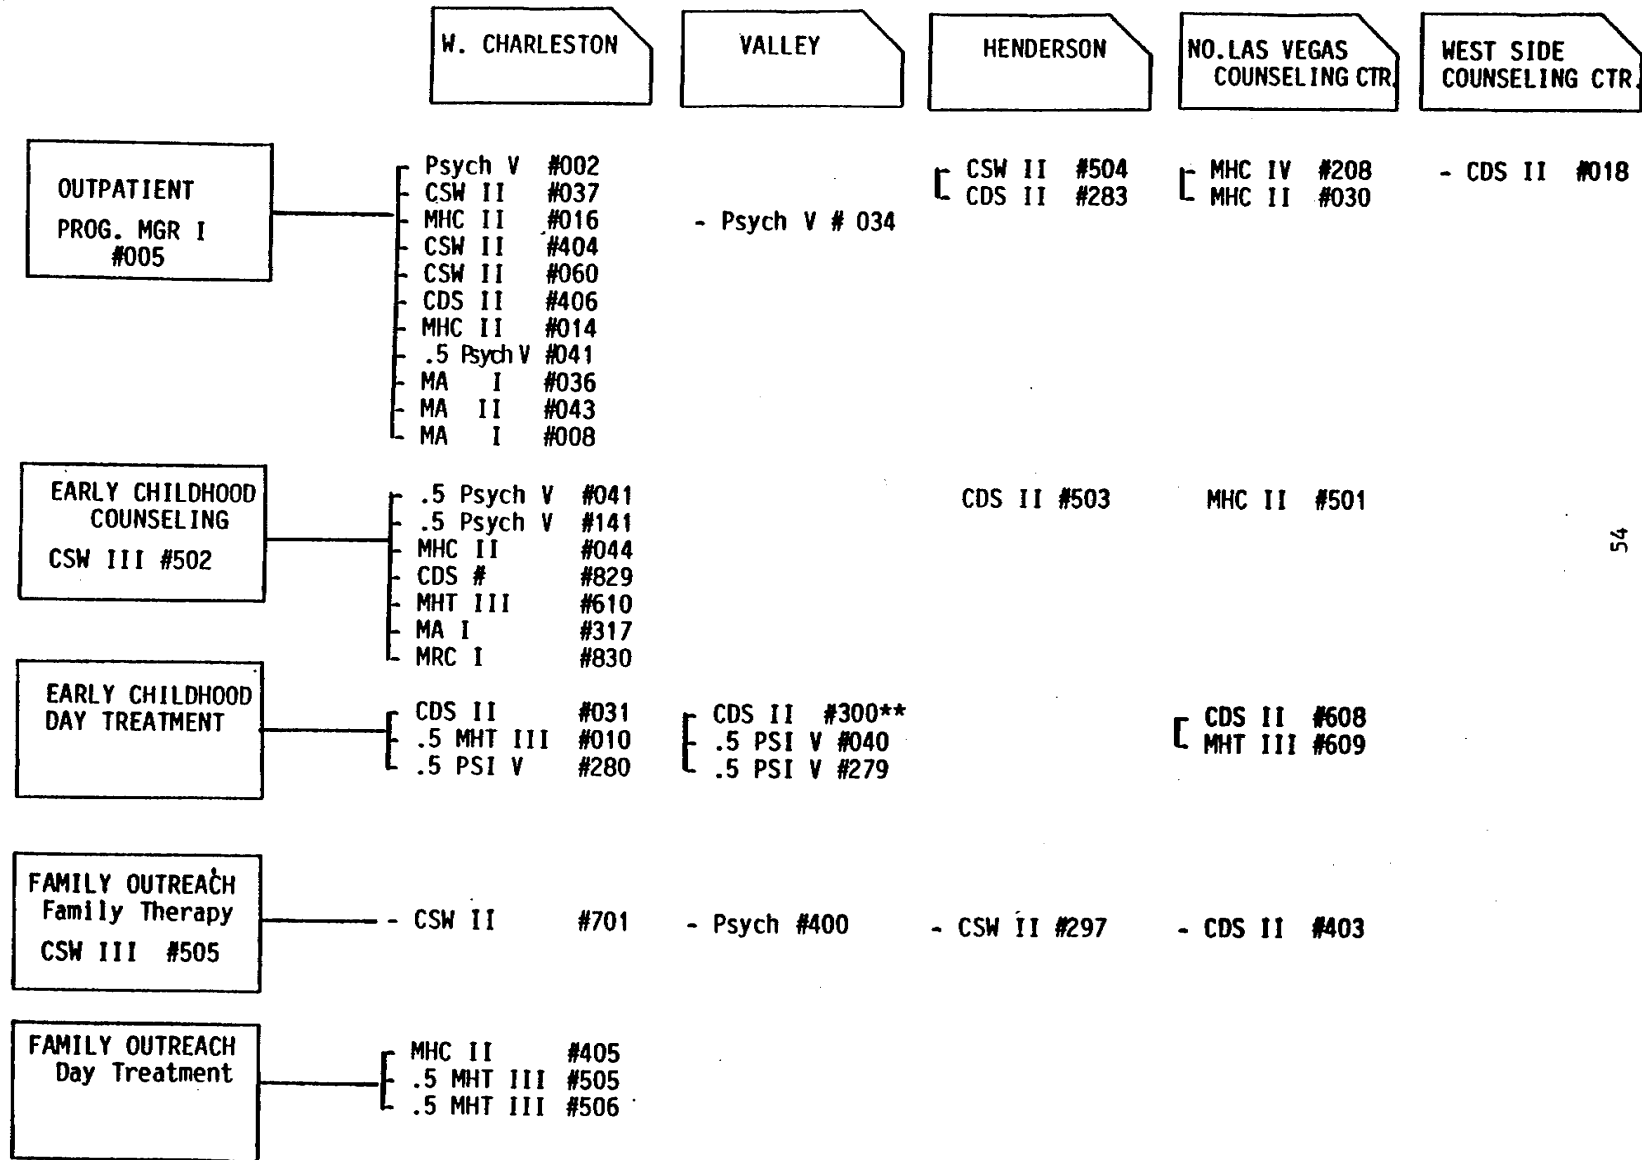 W. CHARLESTON
VALLEY
HENDERSON
NO.LAS VEGAS
COUNSELING CTR.
WEST SIDE
COUNSELING CTR.
OUTPATIENT
PROG. MGR I
#005
Psych V #002
CSW II #037
MHC II #016
CSW II #404
CSW II #060
CDS II #406
MHC II #014
.5 Psych V #041
MA I #036
MA II #043
MA I #008
- Psych V # 034
CSW II #504
CDS II #283
MHC IV #208
MHC II #030
- CDS II #018
EARLY CHILDHOOD
COUNSELING
CSW III #502
.5 Psych V #041
.5 Psych V #141
MHC II #044
CDS # #829
MHT III #610
MA I #317
MRC I #830
CDS II #503
MHC II #501
54
EARLY CHILDHOOD
DAY TREATMENT
CDS II #031
.5 MHT III #010
.5 PSI V #280
CDS II #300**
.5 PSI V #040
.5 PSI V #279
CDS II #608
MHT III #609
FAMILY OUTREACH
Family Therapy
CSW III #505
- CSW II #701
- Psych #400
- CSW II #297
- CDS II #403
FAMILY OUTREACH
Day Treatment
MHC II #405
.5 MHT III #505
.5 MHT III #506